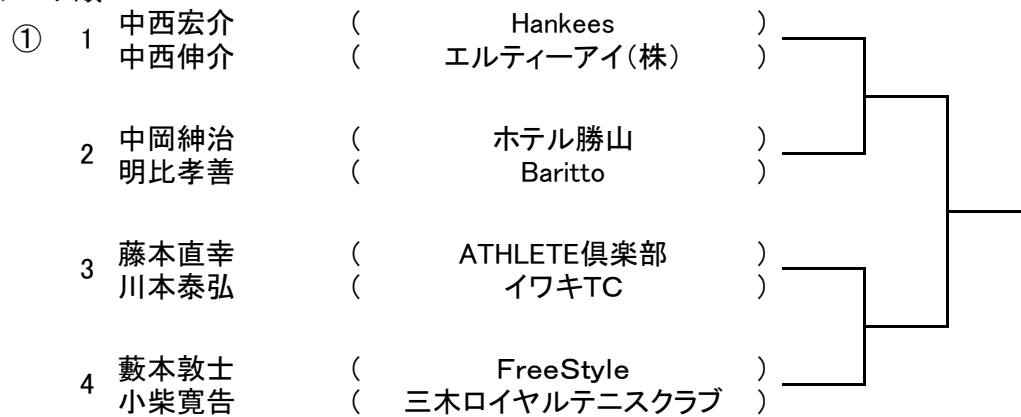 ① 1 中西宏介 ( Hankees )
中西伸介 ( エルティーアイ(株) )
2 中岡紳治 ( ホテル勝山 )
明比孝善 ( Baritto )
3 藤本直幸 ( ATHLETE倶楽部 )
川本泰弘 ( イワキTC )
4 藪本敦士 ( FreeStyle )
小柴寛告 ( 三木ロイヤルテニスクラブ )